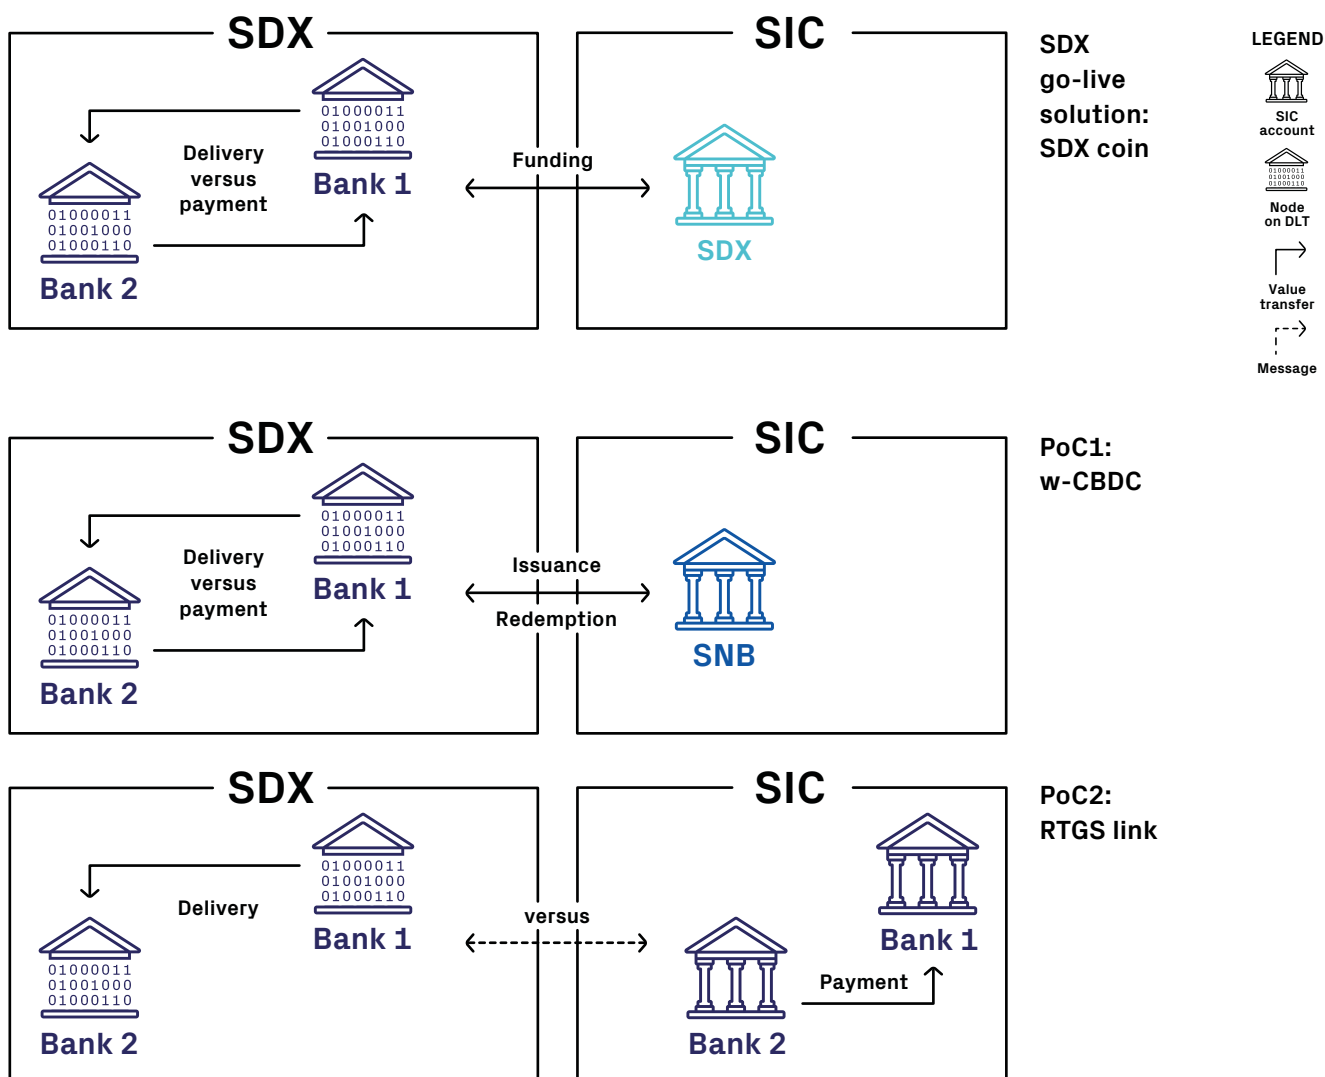 SDX
SIC
SDX
go-live
solution:
SDX coin
LEGEND
SIC
account
01000011
01001000
01000110
Node
on DLT
Value
transfer
Message
01000011
01001000
01000110
Bank 1
Delivery
versus
payment
01000011
01001000
01000110
Bank 2
Funding
SDX
SDX
SIC
PoC1:
w-CBDC
01000011
01001000
01000110
Bank 1
Delivery
versus
payment
01000011
01001000
01000110
Bank 2
Issuance
Redemption
SNB
SDX
SIC
PoC2:
RTGS link
01000011
01001000
01000110
Bank 1
Delivery
01000011
01001000
01000110
Bank 2
versus
Bank 1
Payment
Bank 2